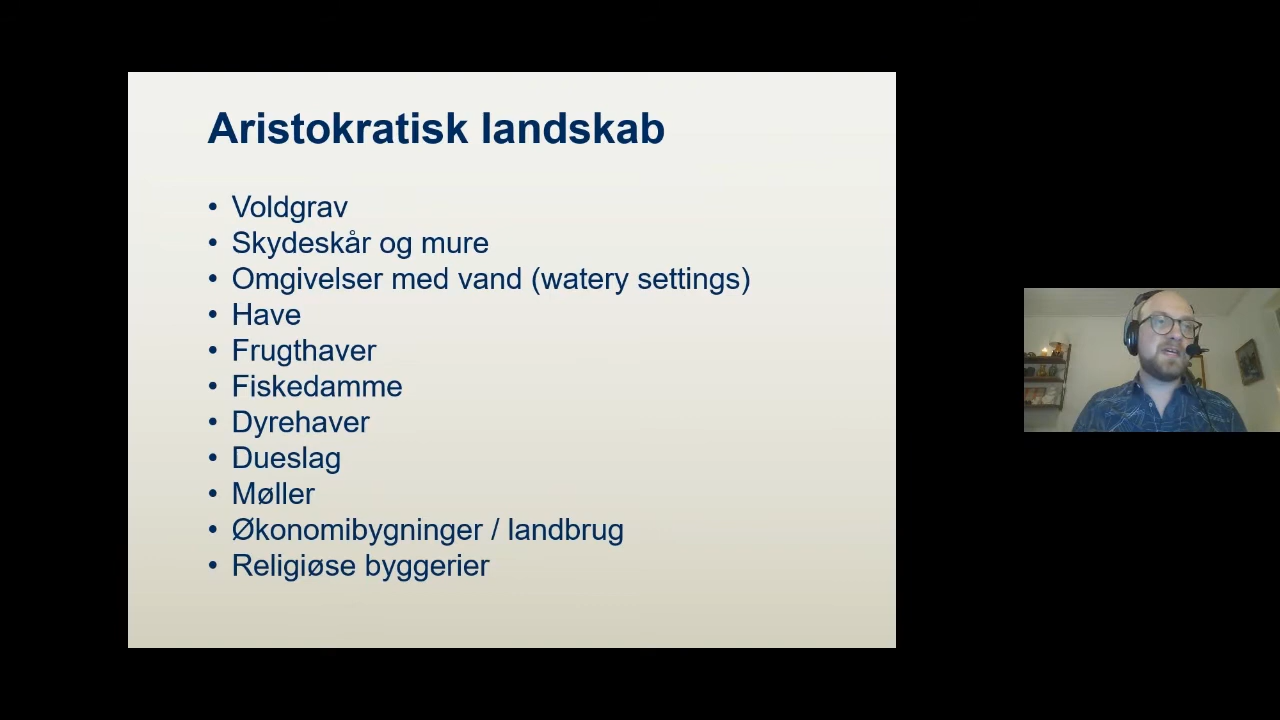 Aristokratisk landskab
• Voldgrav
• Skydeskår og mure
• Omgivelser med vand (watery settings)
• Have
• Frugthaver
• Fiskedamme
• Dyrehaver
• Dueslag
• Møller
• Økonomibygninger / landbrug
• Religiøse byggerier